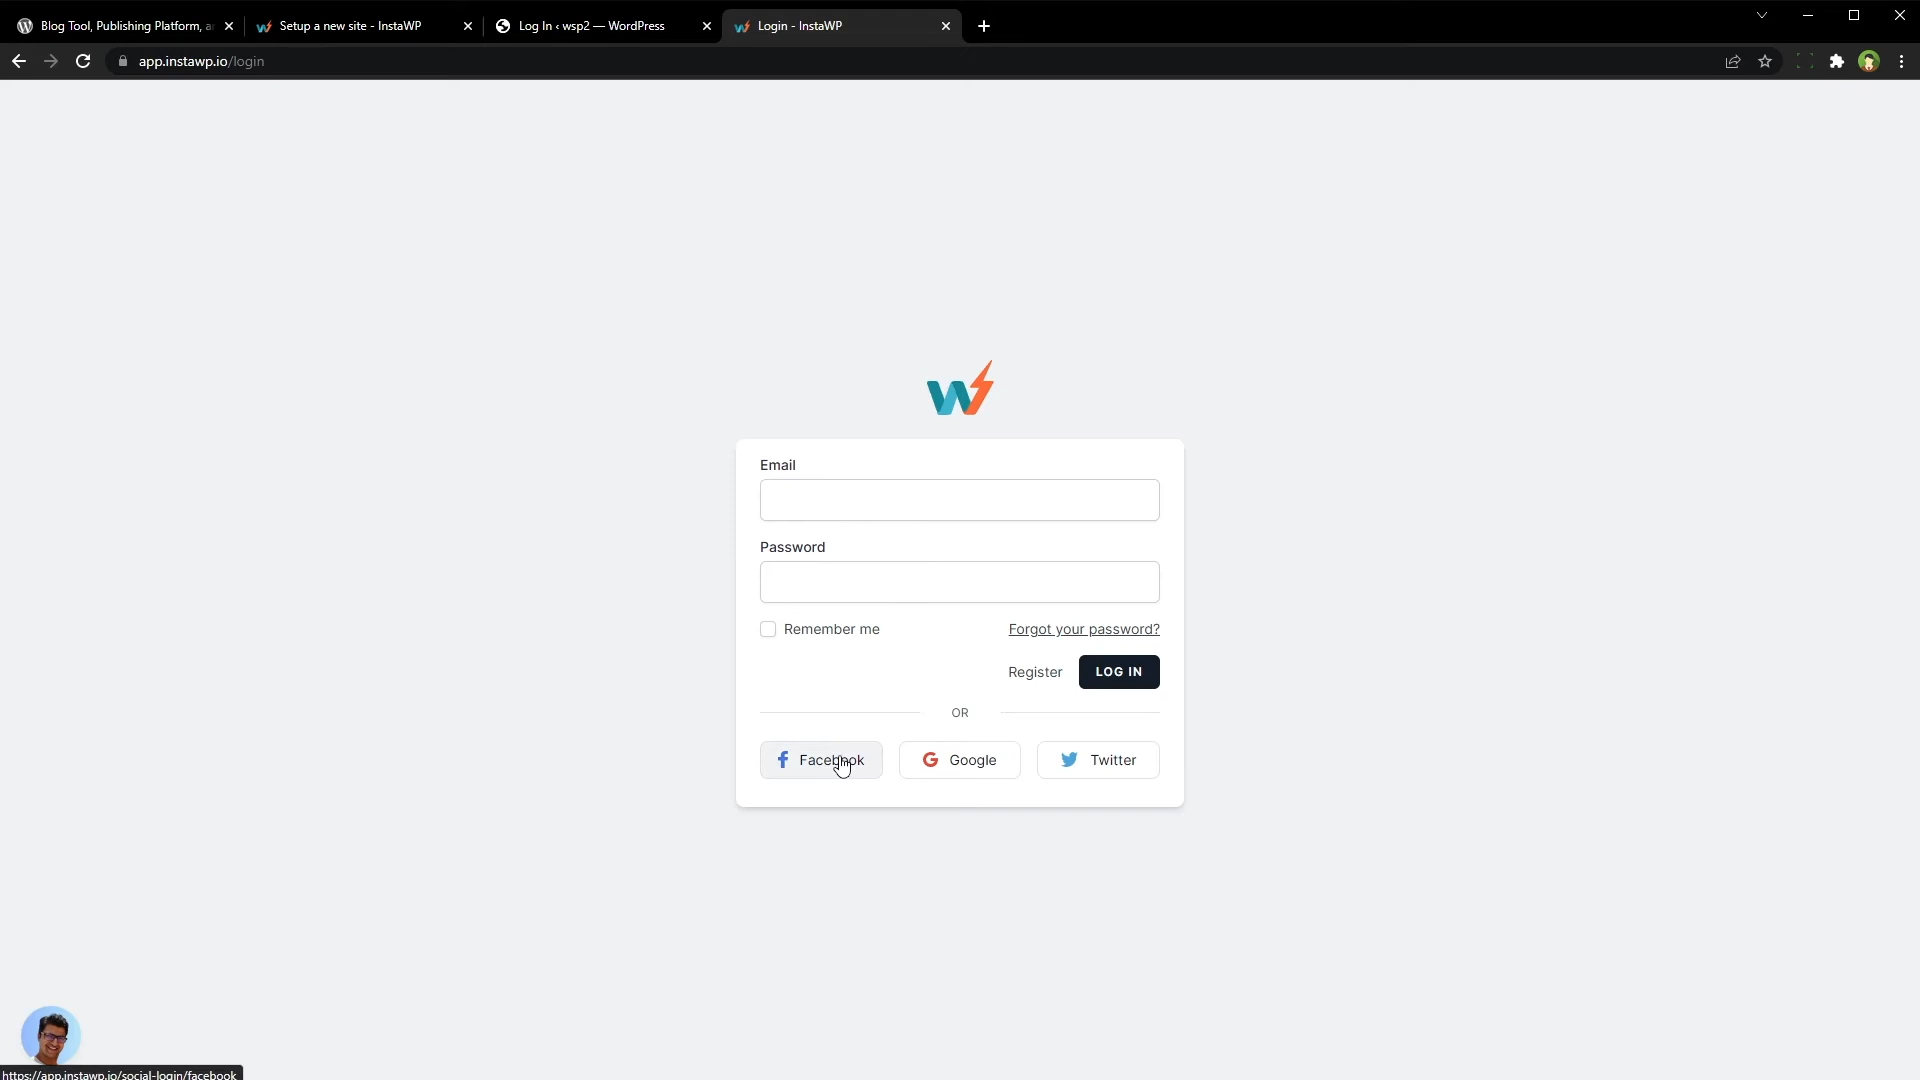 Blog Tool, Publishing Platform, a
Setup a new site - InstaWP
Log In ‹ wsp2 — WordPress
Login - InstaWP
app.instawp.io/login
Email
Password
Remember me
Forgot your password?
Register
LOG IN
OR
Facebook
Google
Twitter
https://app.instawp.io/social-login/facebook